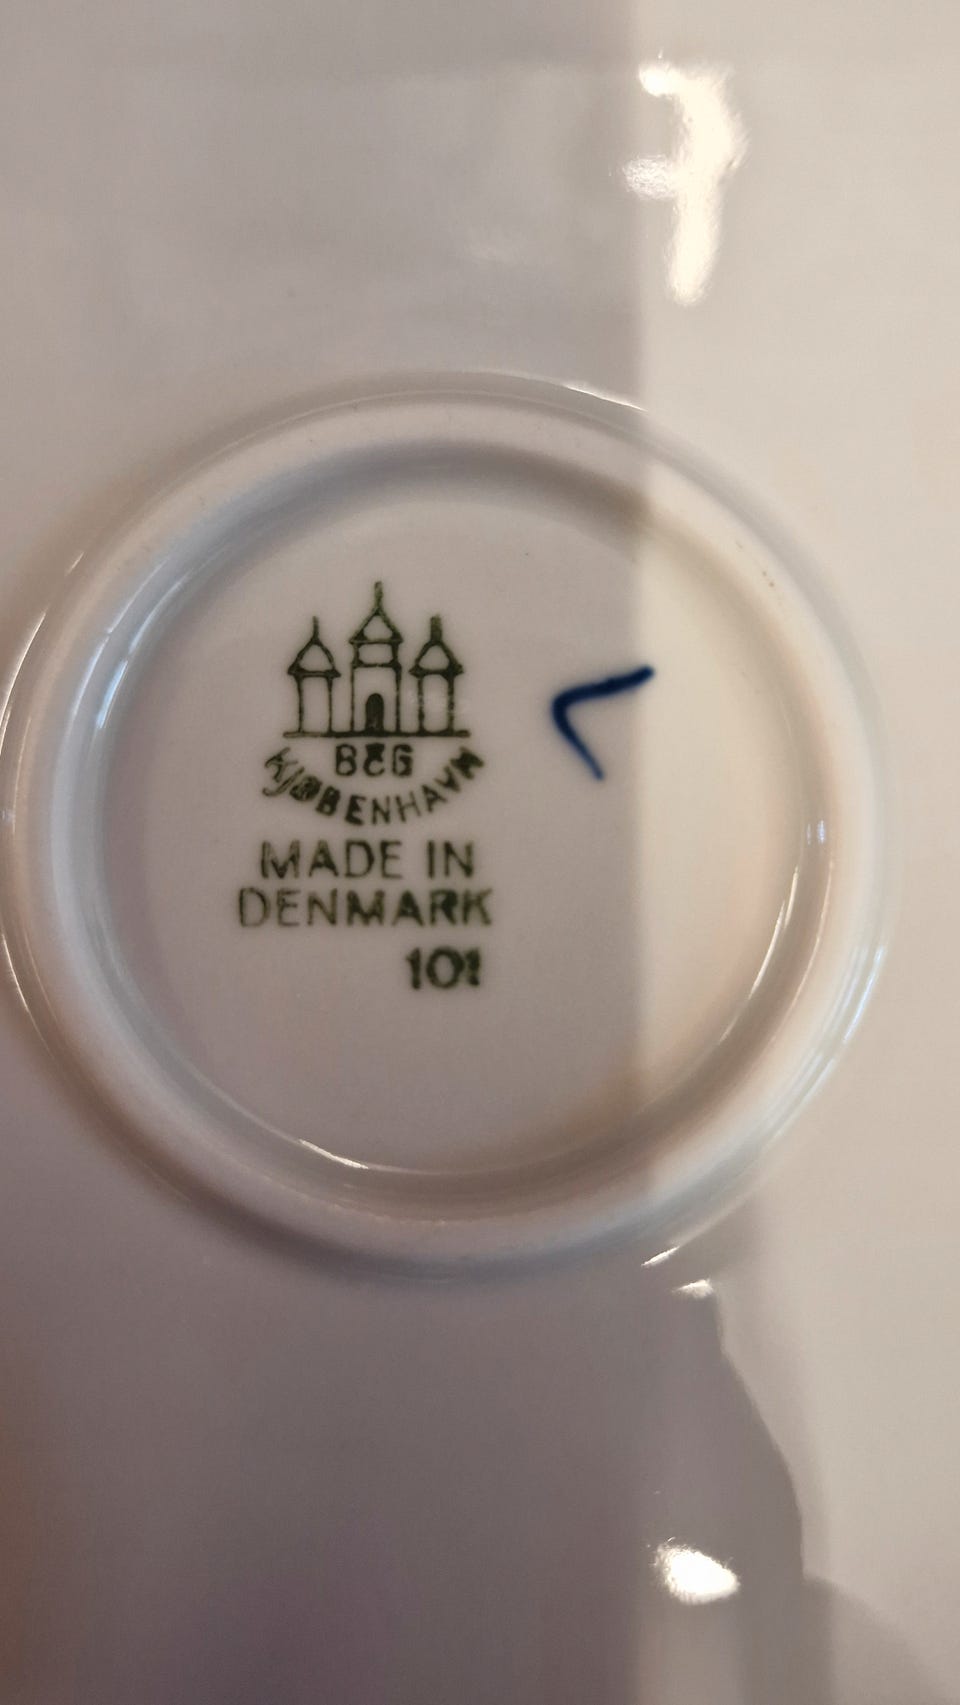 B&G
KJØBENHAVN
MADE IN
DENMARK
101